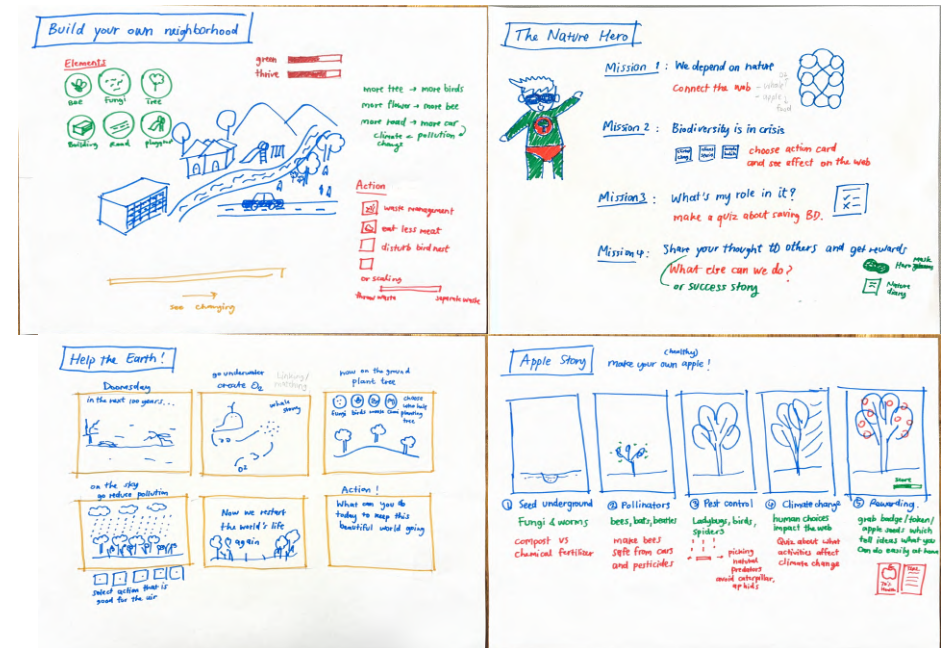 Build your own neighborhood
Elements
Bee
Fungi
Tree
Building
Road
green
thrive
more tree → more birds
more flower → more bee
more road → more car
climate ← pollution
change
Action
waste management
eat less meat
disturb bird nest
or scaling
throw waste
separate waste
see changing
The Nature Hero
Mission 1: We depend on nature
Connect the web
- whale
- apple
food
O2
Mission 2: Biodiversity is in crisis
choose action card
and see effect on the web
Mission 3: What's my role in it?
make a quiz about saving BD.
Mission 4: Share your thought to others and get rewards
What else can we do?
or success story
Mask
Hero glasses
Nature
diary
Help the Earth!
Doomsday
in the next 100 years...
go underwater
create O2
Linking/
matching
whale
O2
now on the ground
plant tree
fungi
birds
choose
who help
planting
tree
on the sky
go reduce pollution
select action that is
good for the air
Now we restart
the world's life
again
Action!
What can you do
today to keep this
beautiful world going
Apple Story
(healthy)
make your own apple!
① Seed underground
Fungi & worms
compost vs
chemical fertilizer
② Pollinators
bees, bats, beetles
make bees
safe from cars
and pesticides
③ Pest control
Ladybugs, birds,
spiders
picking
natural
predators
avoid caterpillar,
aphids
④ Climate change
human choices
impact the web
Quiz about what
activities affect
climate change
Share
⑤ Rewarding
grab badge/token/
apple seeds which
tell ideas what you
can do easily at home